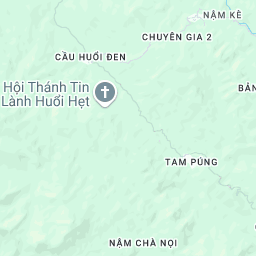 NẬM KÈ
CHUYÊN GIA 2
CẦU HUỔI ĐEN
Hội Thánh Tin
Lành Huổi Hẹt
BẢN
TAM PÚNG
NẬM CHÀ NỌI